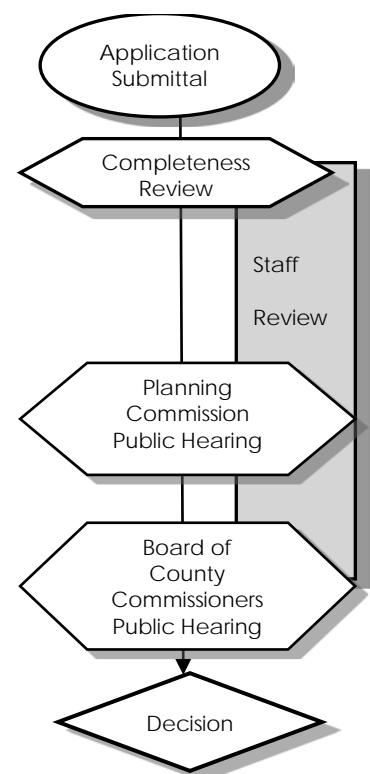 Application
Submittal
Completeness
Review
Staff
Review
Planning
Commission
Public Hearing
Board of
County
Commissioners
Public Hearing
Decision